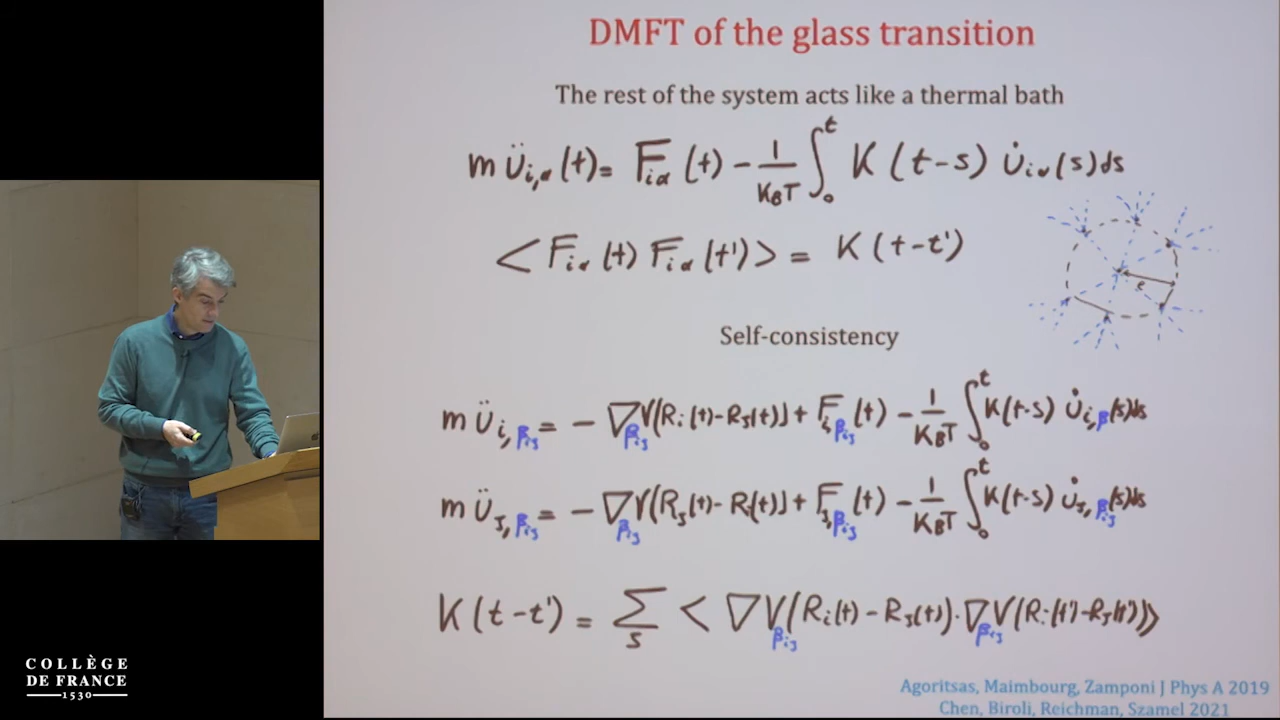 DMFT of the glass transition
The rest of the system acts like a thermal bath
m ü_{i,α}(t) = F_{iα}(t) - 1/K_BT ∫_0^t K(t-s) u̇_{iα}(s)ds
<F_{iα}(t) F_{iα}(t')> = K(t-t')
e
Self-consistency
m ü_{i,β_{ij}} = - ∇_{β_{ij}}V(R_i(t)-R_j(t)) + F_{i,β_{ij}}(t) - 1/K_BT ∫_0^t K(t-s) u̇_{i,β}(s)ds
m ü_{j,β_{ij}} = - ∇_{β_{ij}}V(R_j(t)-R_i(t)) + F_{j,β_{ij}}(t) - 1/K_BT ∫_0^t K(t-s) u̇_{j,β_{ij}}(s)ds
K(t-t') = Σ_j <∇_{β_{ij}}V(R_i(t)-R_j(t))·∇_{β_{ij}}V(R_i(t')-R_j(t'))>
COLLÈGE
DE FRANCE
1530
Agoritsas, Maimbourg, Zamponi J Phys A 2019
Chen, Biroli, Reichman, Szamel 2021